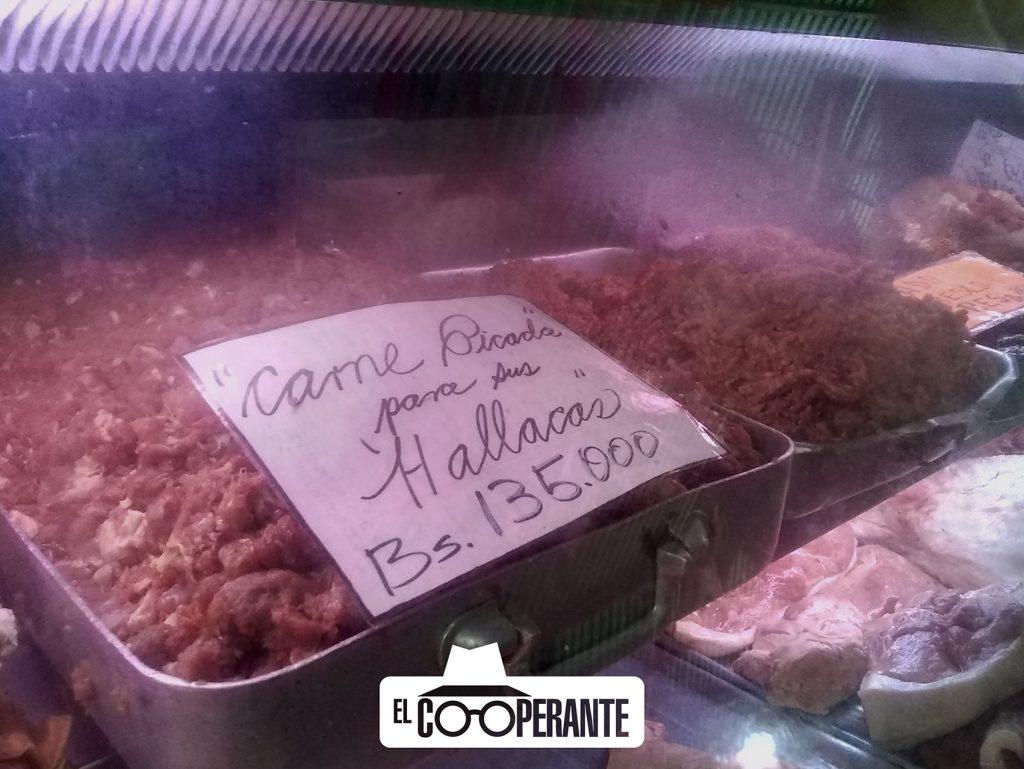 "Carne Picada"
para sus
"Hallacas"
Bs. 135.000
EL COOPERANTE